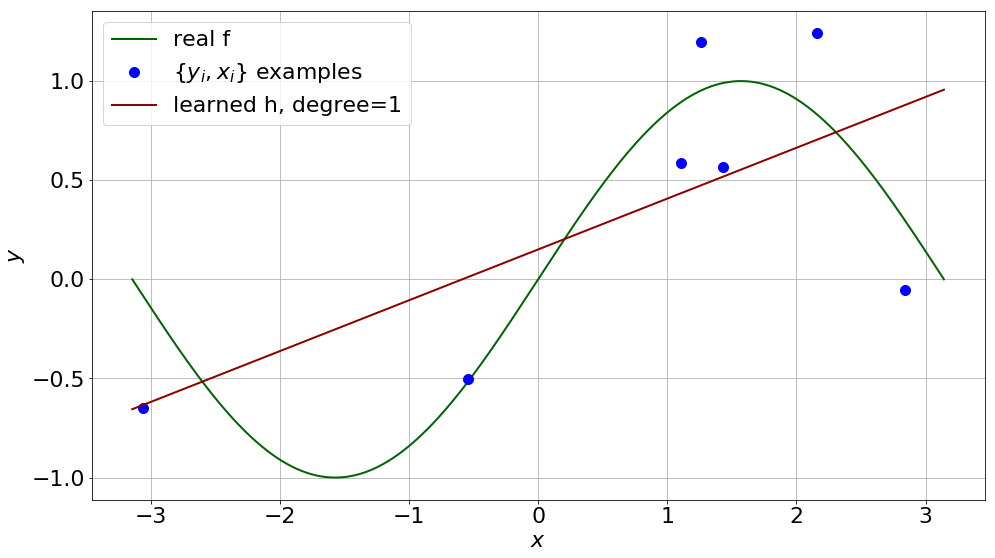 real f
{y_i, x_i} examples
learned h, degree=1
1.0
0.5
0.0
−0.5
−1.0
y
−3
−2
−1
0
1
2
3
x